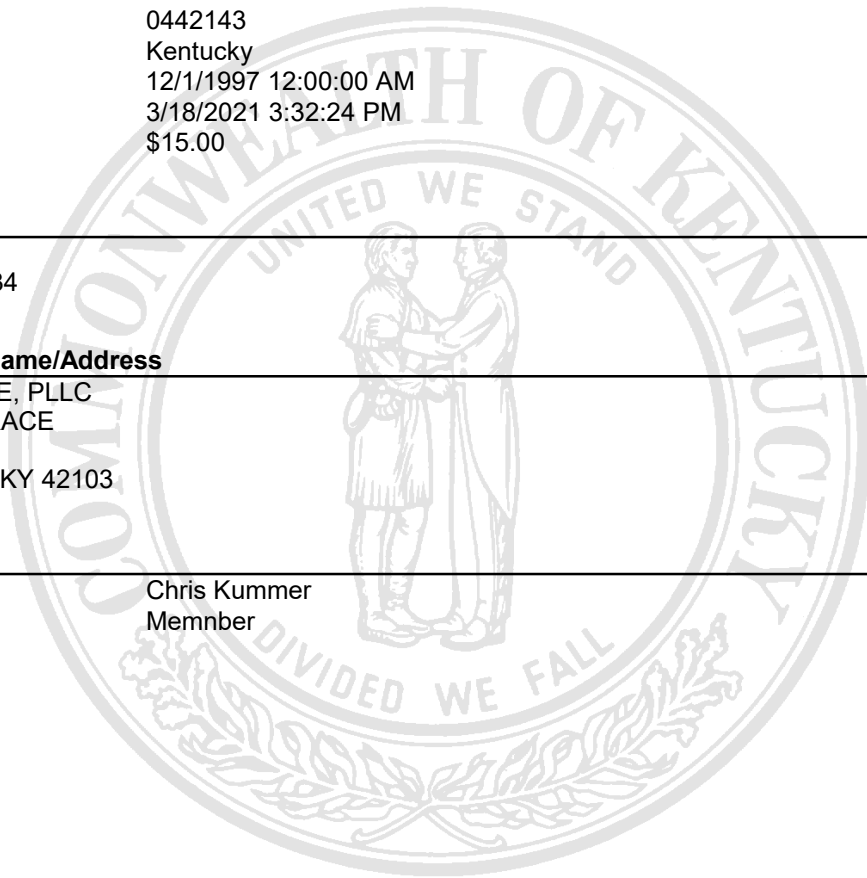 0442143
Kentucky
12/1/1997 12:00:00 AM
3/18/2021 3:32:24 PM
$15.00
COMMONWEALTH OF KENTUCKY
UNITED WE STAND
34
ame/Address
E, PLLC
ACE
KY 42103
Chris Kummer
Memnber
DIVIDED WE FALL